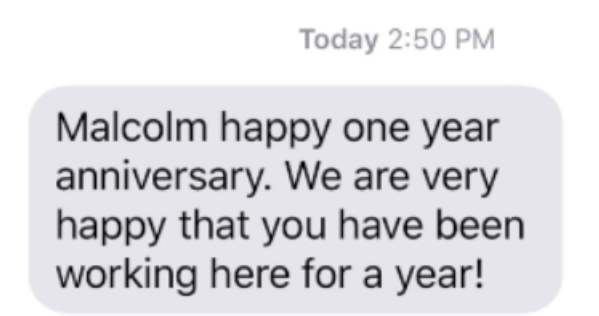 Today 2:50 PM
Malcolm happy one year
anniversary. We are very
happy that you have been
working here for a year!